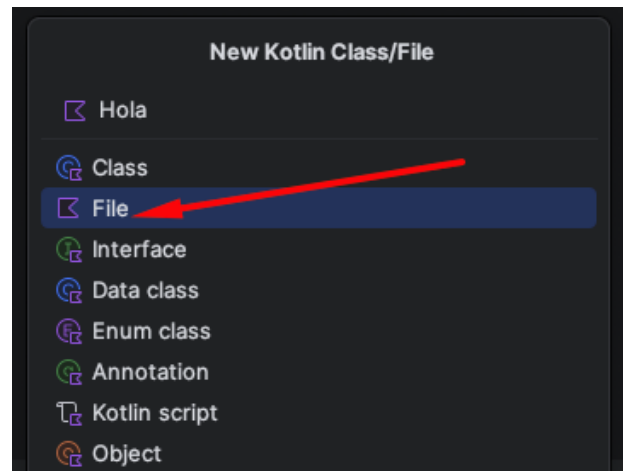 New Kotlin Class/File
Hola
Class
File
Interface
Data class
Enum class
Annotation
Kotlin script
Object